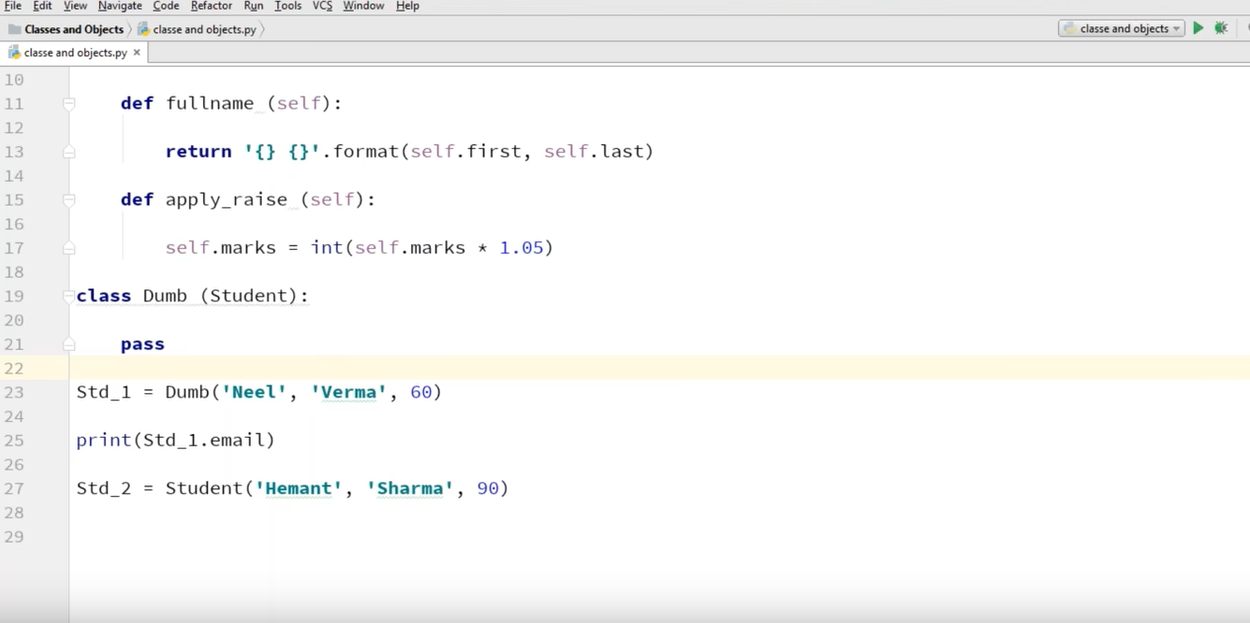 File Edit View Navigate Code Refactor Run Tools VCS Window Help
Classes and Objects classe and objects.py classe and objects
classe and objects.py
10
11 def fullname (self):
12
13 return '{} {}'.format(self.first, self.last)
14
15 def apply_raise (self):
16
17 self.marks = int(self.marks * 1.05)
18
19 class Dumb (Student):
20
21 pass
22
23 Std_1 = Dumb('Neel', 'Verma', 60)
24
25 print(Std_1.email)
26
27 Std_2 = Student('Hemant', 'Sharma', 90)
28
29